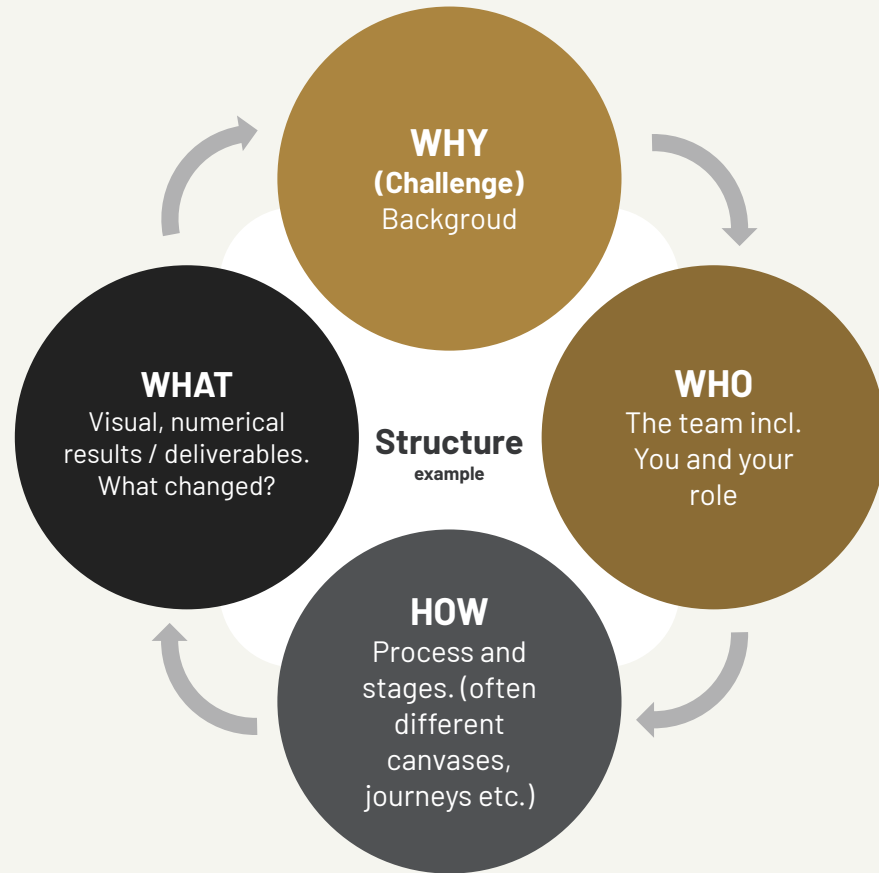 WHY
(Challenge)
Backgroud
WHO
The team incl.
You and your
role
HOW
Process and
stages. (often
different
canvases,
journeys etc.)
WHAT
Visual, numerical
results / deliverables.
What changed?
Structure
example